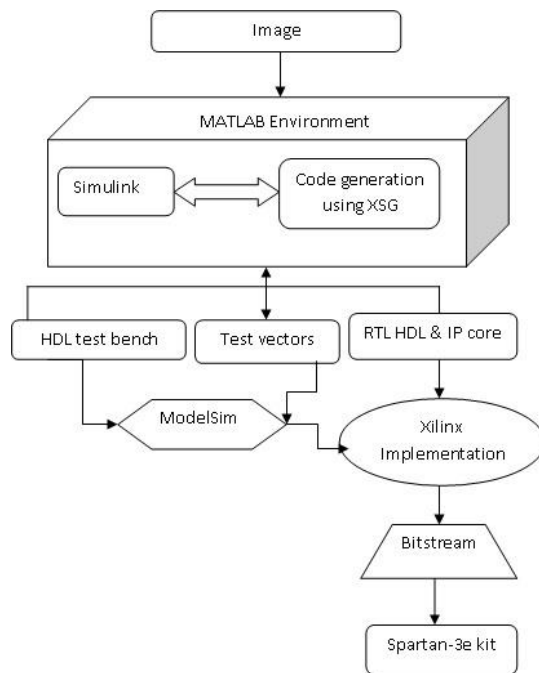 Image
MATLAB Environment
Simulink
Code generation
using XSG
HDL test bench
Test vectors
RTL HDL & IP core
ModelSim
Xilinx
Implementation
Bitstream
Spartan-3e kit